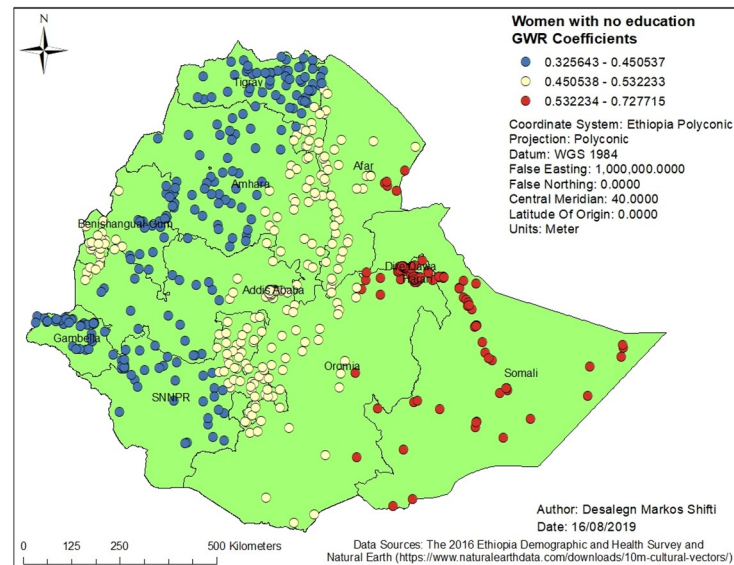 N
Women with no education
GWR Coefficients
0.325643 - 0.450537
0.450538 - 0.532233
0.532234 - 0.727715
Coordinate System: Ethiopia Polyconic
Projection: Polyconic
Datum: WGS 1984
False Easting: 1,000,000.0000
False Northing: 0.0000
Central Meridian: 40.0000
Latitude Of Origin: 0.0000
Units: Meter
Tigray
Afar
Amhara
Benishangual-Gum
Dire Dawa
Harari
Addis Ababa
Gambella
Oromia
Somali
SNNPR
Author: Desalegn Markos Shifti
Date: 16/08/2019
0 125 250 500 Kilometers
Data Sources: The 2016 Ethiopia Demographic and Health Survey and
Natural Earth (https://www.naturalearthdata.com/downloads/10m-cultural-vectors/)